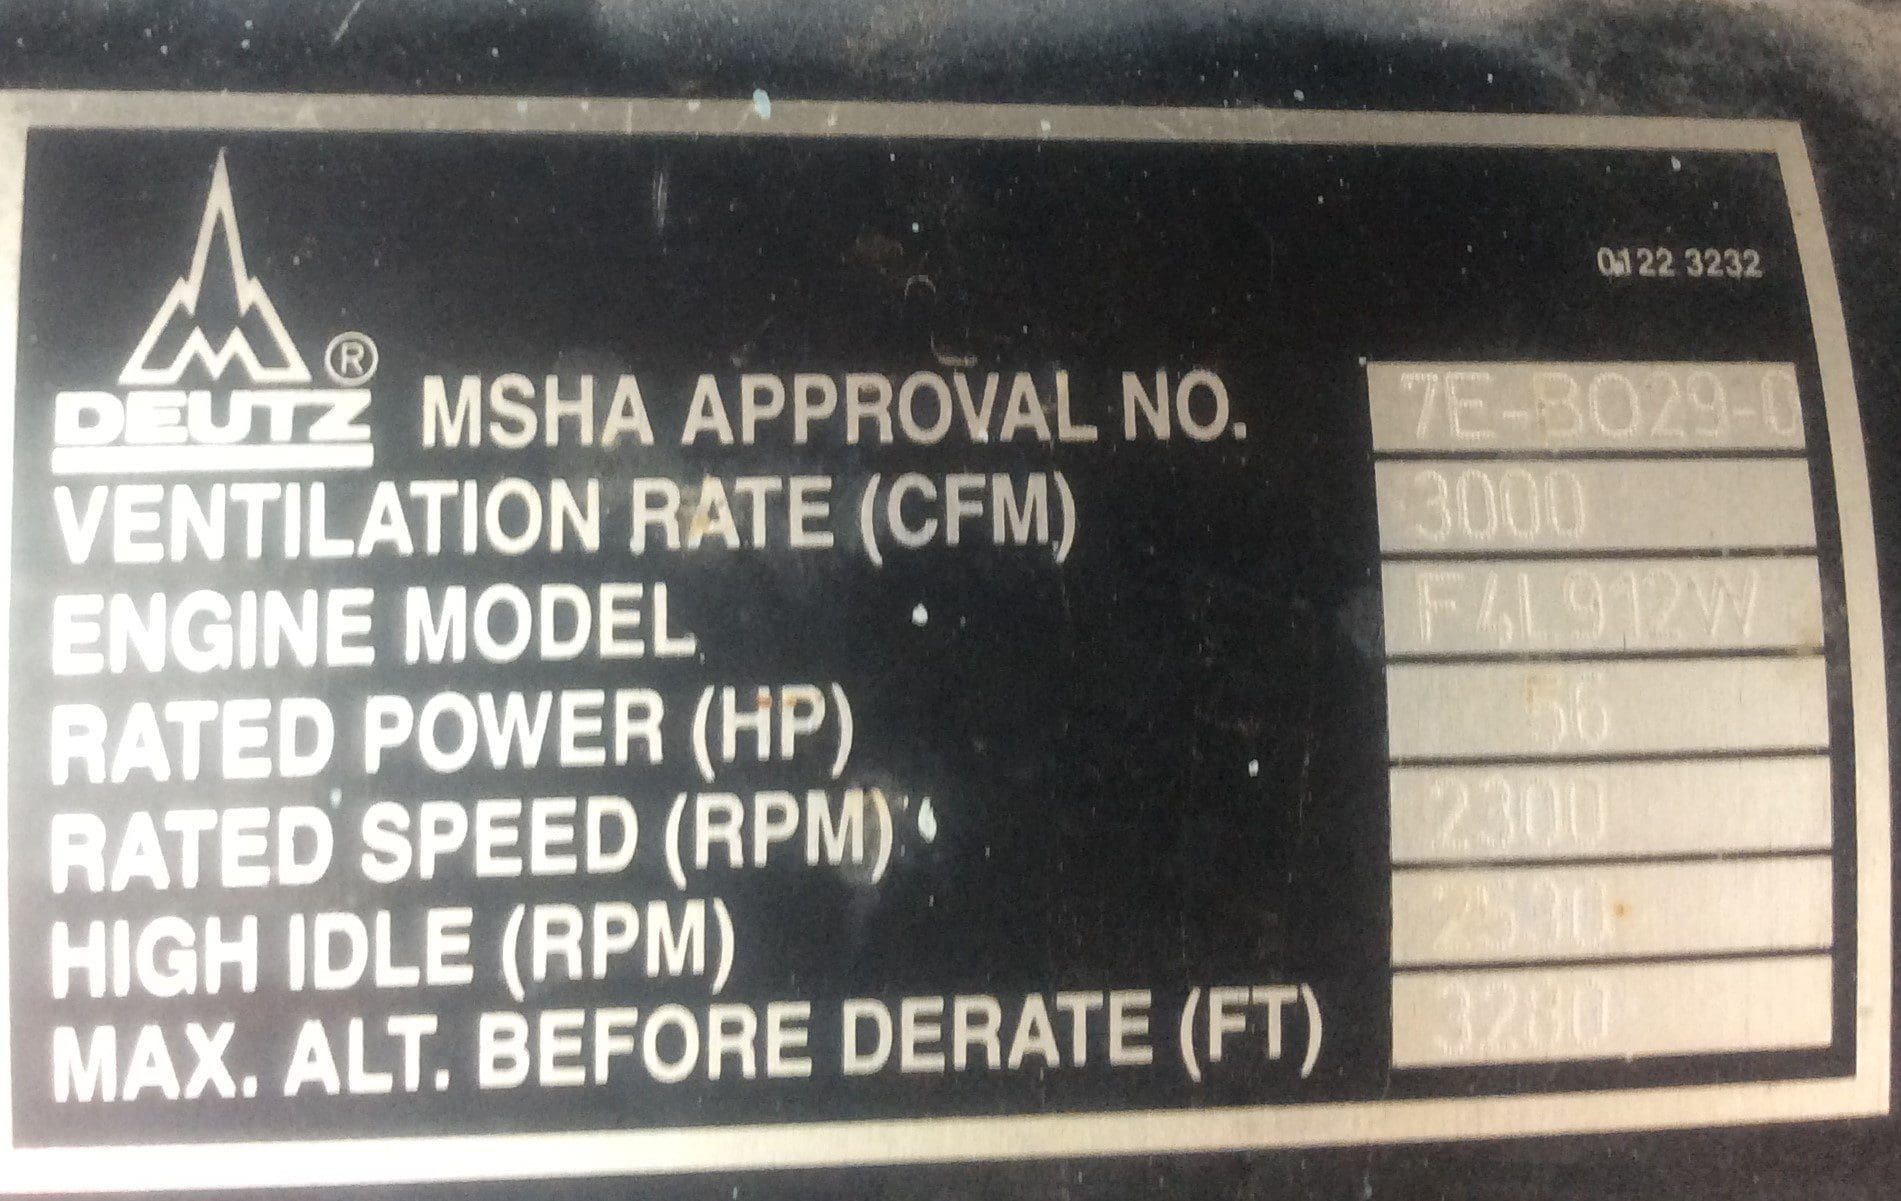 0122 3232
®
DEUTZ MSHA APPROVAL NO. 7E-B029-0
VENTILATION RATE (CFM) 3000
ENGINE MODEL F4L912W
RATED POWER (HP) 56
RATED SPEED (RPM) 2300
HIGH IDLE (RPM)
MAX. ALT. BEFORE DERATE (FT) 3280